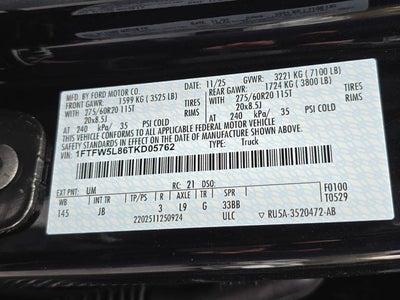 MFD. BY FORD MOTOR CO.
11/25 GVWR: 3221 KG ( 7100 LB)
FRONT GAWR: 1599 KG ( 3525 LB)
REAR GAWR: 1724 KG ( 3800 LB)
275/60R20 115T TIRES
275/60R20 115T TIRES
20x8.5J RIMS
20x8.5J RIMS
AT 240 kPa/ 35 PSI COLD
AT 240 kPa/ 35 PSI COLD
THIS VEHICLE CONFORMS TO ALL APPLICABLE FEDERAL MOTOR VEHICLE
SAFETY STANDARDS IN EFFECT ON THE DATE OF MANUFACTURE SHOWN ABOVE.
VIN: 1FTFW5L86TKD05762
TYPE: Truck
EXT PNT: UM RC: 21 DSO: F0100
WB BRK INT TR TP/PS R AXLE TR SPR T0529
145 JB 3 L9 G 33BB
2202511250924 ULC RU5A-3520472-AB